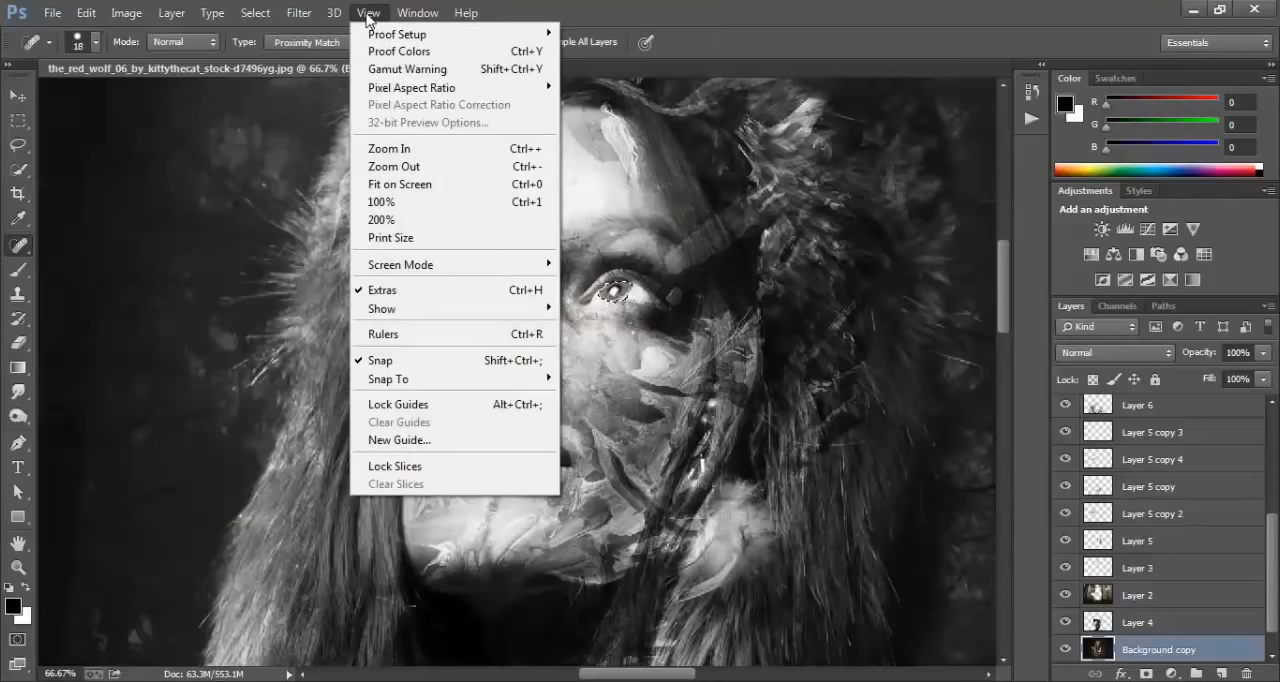 Ps File Edit Image Layer Type Select Filter 3D View Window Help
18 Mode: Normal Type: Proximity Match ple All Layers Essentials
the_red_wolf_06_by_kittythecat_stock-d7496yg.jpg @ 66.7%
Proof Setup
Proof Colors Ctrl+Y
Gamut Warning Shift+Ctrl+Y
Pixel Aspect Ratio
Pixel Aspect Ratio Correction
32-bit Preview Options...
Zoom In Ctrl++
Zoom Out Ctrl+-
Fit on Screen Ctrl+0
100% Ctrl+1
200%
Print Size
Screen Mode
Extras Ctrl+H
Show
Rulers Ctrl+R
Snap Shift+Ctrl+;
Snap To
Lock Guides Alt+Ctrl+;
Clear Guides
New Guide...
Lock Slices
Clear Slices
Color Swatches
R 0
G 0
B 0
Adjustments Styles
Add an adjustment
Layers Channels Paths
Kind
Normal Opacity: 100%
Lock: Fill: 100%
Layer 6
Layer 5 copy 3
Layer 5 copy 4
Layer 5 copy
Layer 5 copy 2
Layer 5
Layer 3
Layer 2
Layer 4
Background copy
66.67% Doc: 63.3M/553.1M